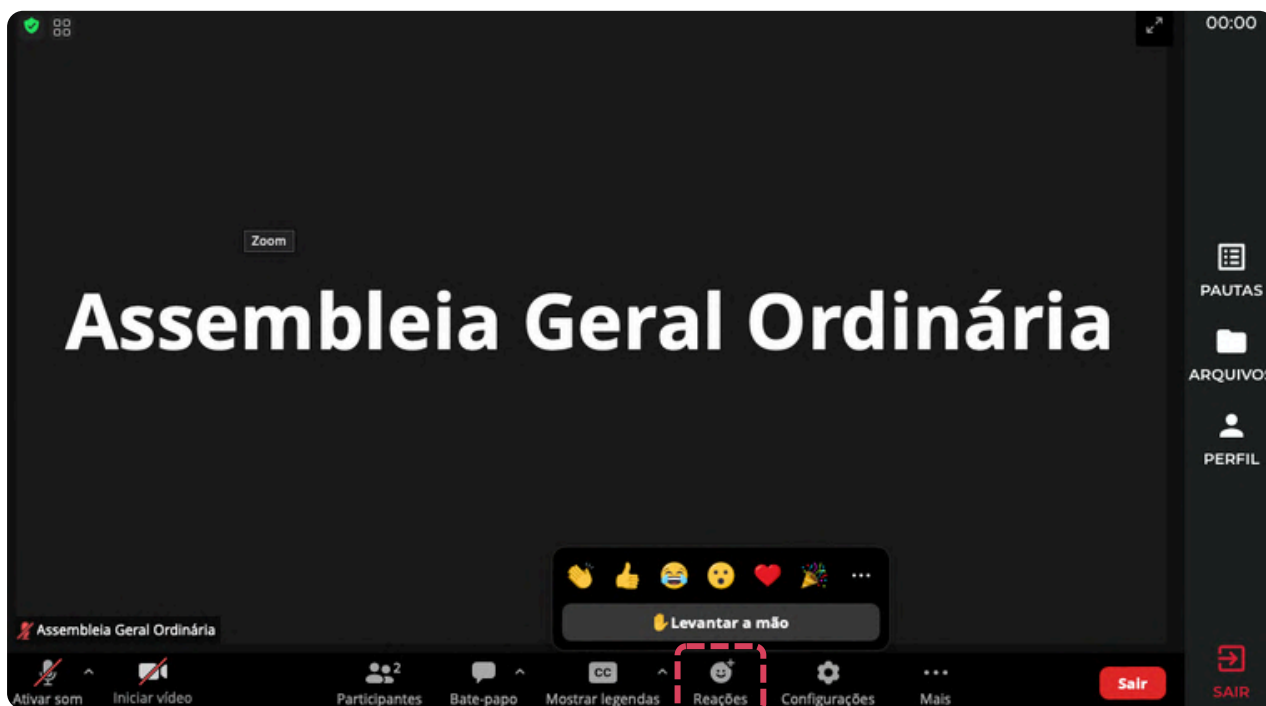 00:00
Zoom
Assembleia Geral Ordinária
PAUTAS
ARQUIVOS
PERFIL
Levantar a mão
Assembleia Geral Ordinária
2
CC
Ativar som
Iniciar vídeo
Participantes
Bate-papo
Mostrar legendas
Reações
Configurações
Mais
Sair
SAIR